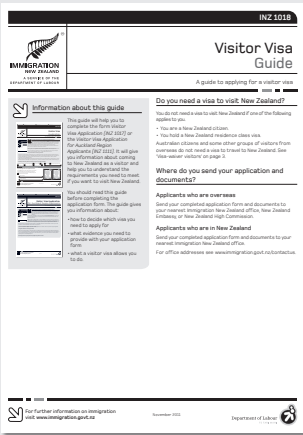 INZ 1018
IMMIGRATION
NEW ZEALAND
A SERVICE OF THE
DEPARTMENT OF LABOUR
Visitor Visa
Guide
A guide to applying for a visitor visa
Information about this guide
This guide will help you to
complete the form Visitor
Visa Application (INZ 1017) or
the Visitor Visa Application
for Auckland Region
Applicants (INZ 1221). It will give
you information about coming
to New Zealand as a visitor and
help you to understand the
requirements you need to meet
if you want to visit New Zealand.
You should read this guide
before completing the
application form. The guide gives
you information about:
• how to decide which visa you
need to apply for
• what evidence you need to
provide with your application
form
• what a visitor visa allows you
to do.
Do you need a visa to visit New Zealand?
You do not need a visa to visit New Zealand if one of the following
applies to you.
• You are a New Zealand citizen.
• You hold a New Zealand residence class visa.
Australian citizens and some other groups of visitors from
overseas do not need a visa to travel to New Zealand. See
'Visa-waiver visitors' on page 3.
Where do you send your application and
documents?
Applicants who are overseas
Send your completed application form and documents to
your nearest Immigration New Zealand office, New Zealand
Embassy, or New Zealand High Commission.
Applicants who are in New Zealand
Send your completed application form and documents to your
nearest Immigration New Zealand office.
For office addresses see www.immigration.govt.nz/contactus.
For further information on immigration
visit www.immigration.govt.nz
November 2011
Department of Labour